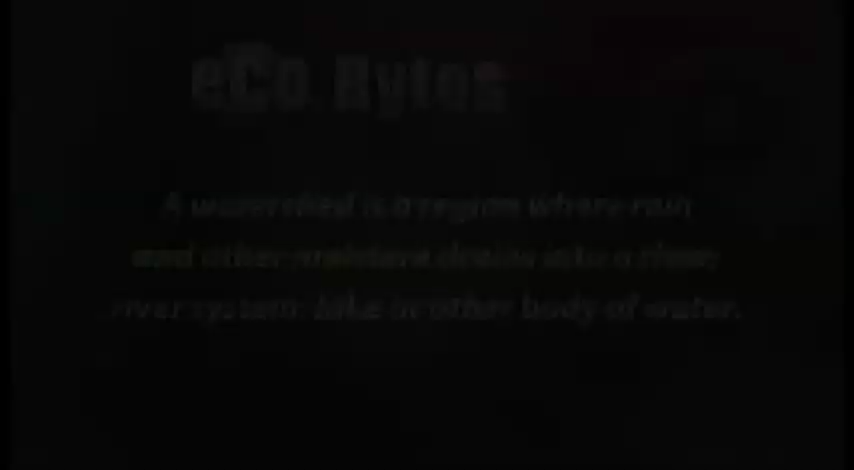 eCo Bytes
A watershed is a region where rain
and other moisture drains into a river,
river system, lake or other body of water.